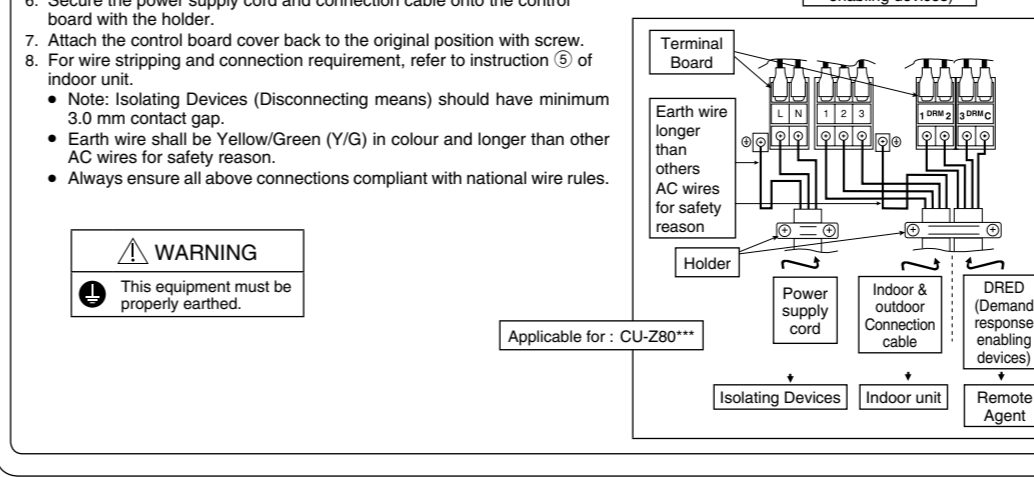 enabling devices)
6. Secure the power supply cord and connection cable onto the control
board with the holder.
7. Attach the control board cover back to the original position with screw.
8. For wire stripping and connection requirement, refer to instruction ⑤ of
indoor unit.
• Note: Isolating Devices (Disconnecting means) should have minimum
3.0 mm contact gap.
• Earth wire shall be Yellow/Green (Y/G) in colour and longer than other
AC wires for safety reason.
• Always ensure all above connections compliant with national wire rules.
⚠ WARNING
This equipment must be
properly earthed.
Applicable for : CU-Z80***
Terminal
Board
L N 1 2 3
1 DRM 2 3 DRM C
Earth wire
longer
than
others
AC wires
for safety
reason
Holder
Power
supply
cord
Indoor &
outdoor
Connection
cable
DRED
(Demand
response
enabling
devices)
Isolating Devices
Indoor unit
Remote
Agent